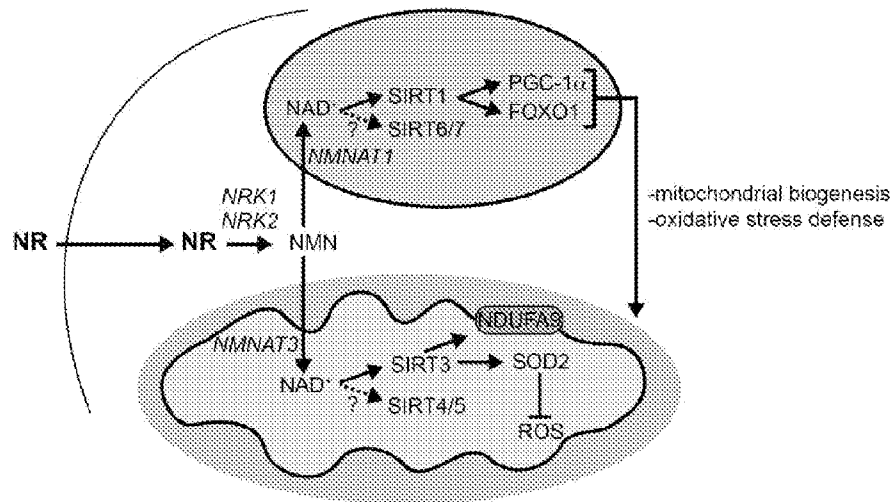 PGC-1α
SIRT1
NAD
FOXO1
?
SIRT6/7
NMNAT1
NRK1
NRK2
-mitochondrial biogenesis
-oxidative stress defense
NR
NR
NMN
NDUFA9
NMNAT3
SIRT3
SOD2
NAD+
?
SIRT4/5
ROS